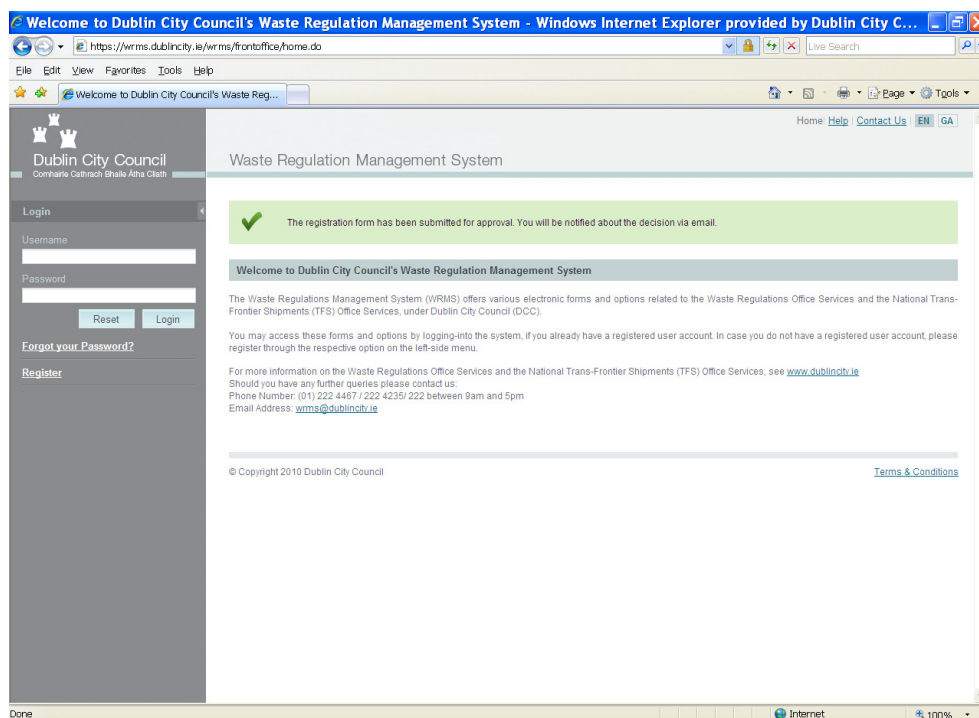 Welcome to Dublin City Council's Waste Regulation Management System - Windows Internet Explorer provided by Dublin City C...
https://wrms.dublincity.ie/wrms/frontoffice/home.do
Live Search
File Edit View Favorites Tools Help
Welcome to Dublin City Council's Waste Reg...
Page Tools
Home Help Contact Us EN GA
Dublin City Council
Comhairle Cathrach Bhaile Átha Cliath
Waste Regulation Management System
Login
Username
Password
Reset Login
Forgot your Password?
Register
The registration form has been submitted for approval. You will be notified about the decision via email.
Welcome to Dublin City Council's Waste Regulation Management System
The Waste Regulations Management System (WRMS) offers various electronic forms and options related to the Waste Regulations Office Services and the National Trans-
Frontier Shipments (TFS) Office Services, under Dublin City Council (DCC).
You may access these forms and options by logging-into the system, if you already have a registered user account. In case you do not have a registered user account, please
register through the respective option on the left-side menu.
For more information on the Waste Regulations Office Services and the National Trans-Frontier Shipments (TFS) Office Services, see www.dublincity.ie
Should you have any further queries please contact us:
Phone Number: (01) 222 4467 / 222 4235/ 222 between 9am and 5pm
Email Address: wrms@dublincity.ie
© Copyright 2010 Dublin City Council
Terms & Conditions
Done
Internet
100%